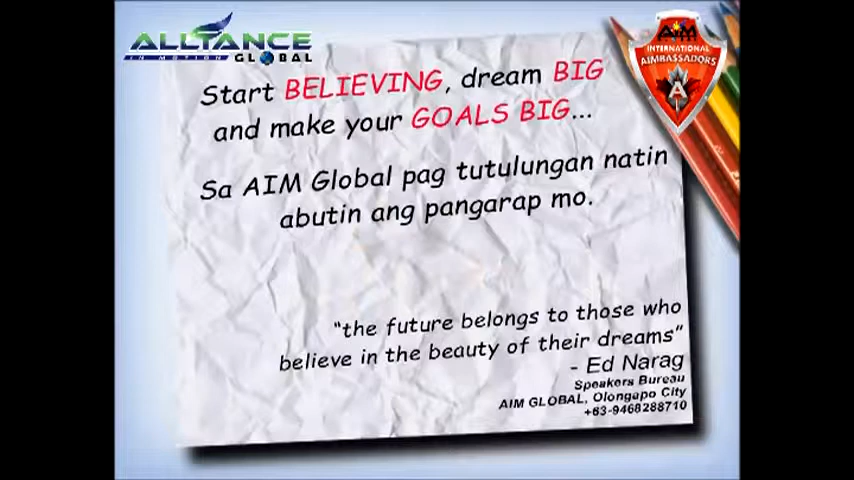 ALLIANCE
IN MOTION GLOBAL
AIM
INTERNATIONAL
AIMBASSADORS
A
Start BELIEVING, dream BIG
and make your GOALS BIG...
Sa AIM Global pag tutulungan natin
abutin ang pangarap mo.
"the future belongs to those who
believe in the beauty of their dreams"
- Ed Narag
Speakers Bureau
AIM GLOBAL, Olongapo City
+63-9468288710